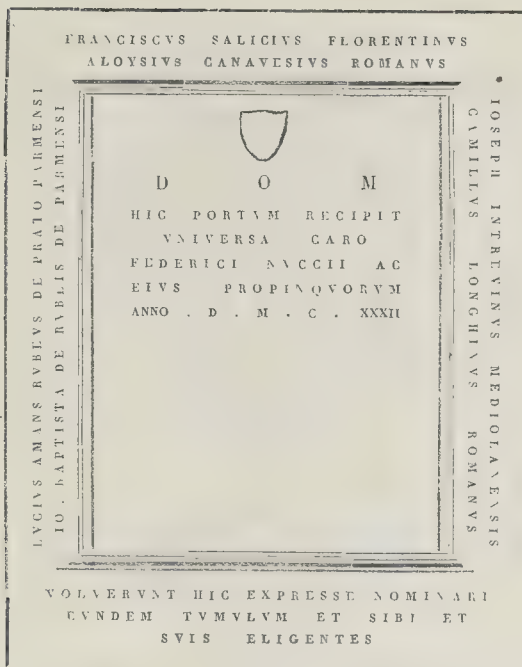 FRANCISCVS SALICIVS FLORENTINVS
ALOYSIVS CANAVESIVS ROMANVS
LVCIVS AMANS RVBEVS DE PRATO PARMENSI
IO. BAPTISTA DE RVBLIS DE PARMENSI
D O M
HIC PORTVM RECIPIT
VNIVERSA CARO
FEDERICI NVCCII AC
EIVS PROPINQVORVM
ANNO . D . M . C . XXXII
IOSEPH INTREVINVS MEDIOLANENSIS
CAMILLVS LONGHINVS ROMANVS
VOLVERVNT HIC EXPRESSE NOMINARI
EVNDEM TVMVLVM ET SIBI ET
SVIS ELIGENTES